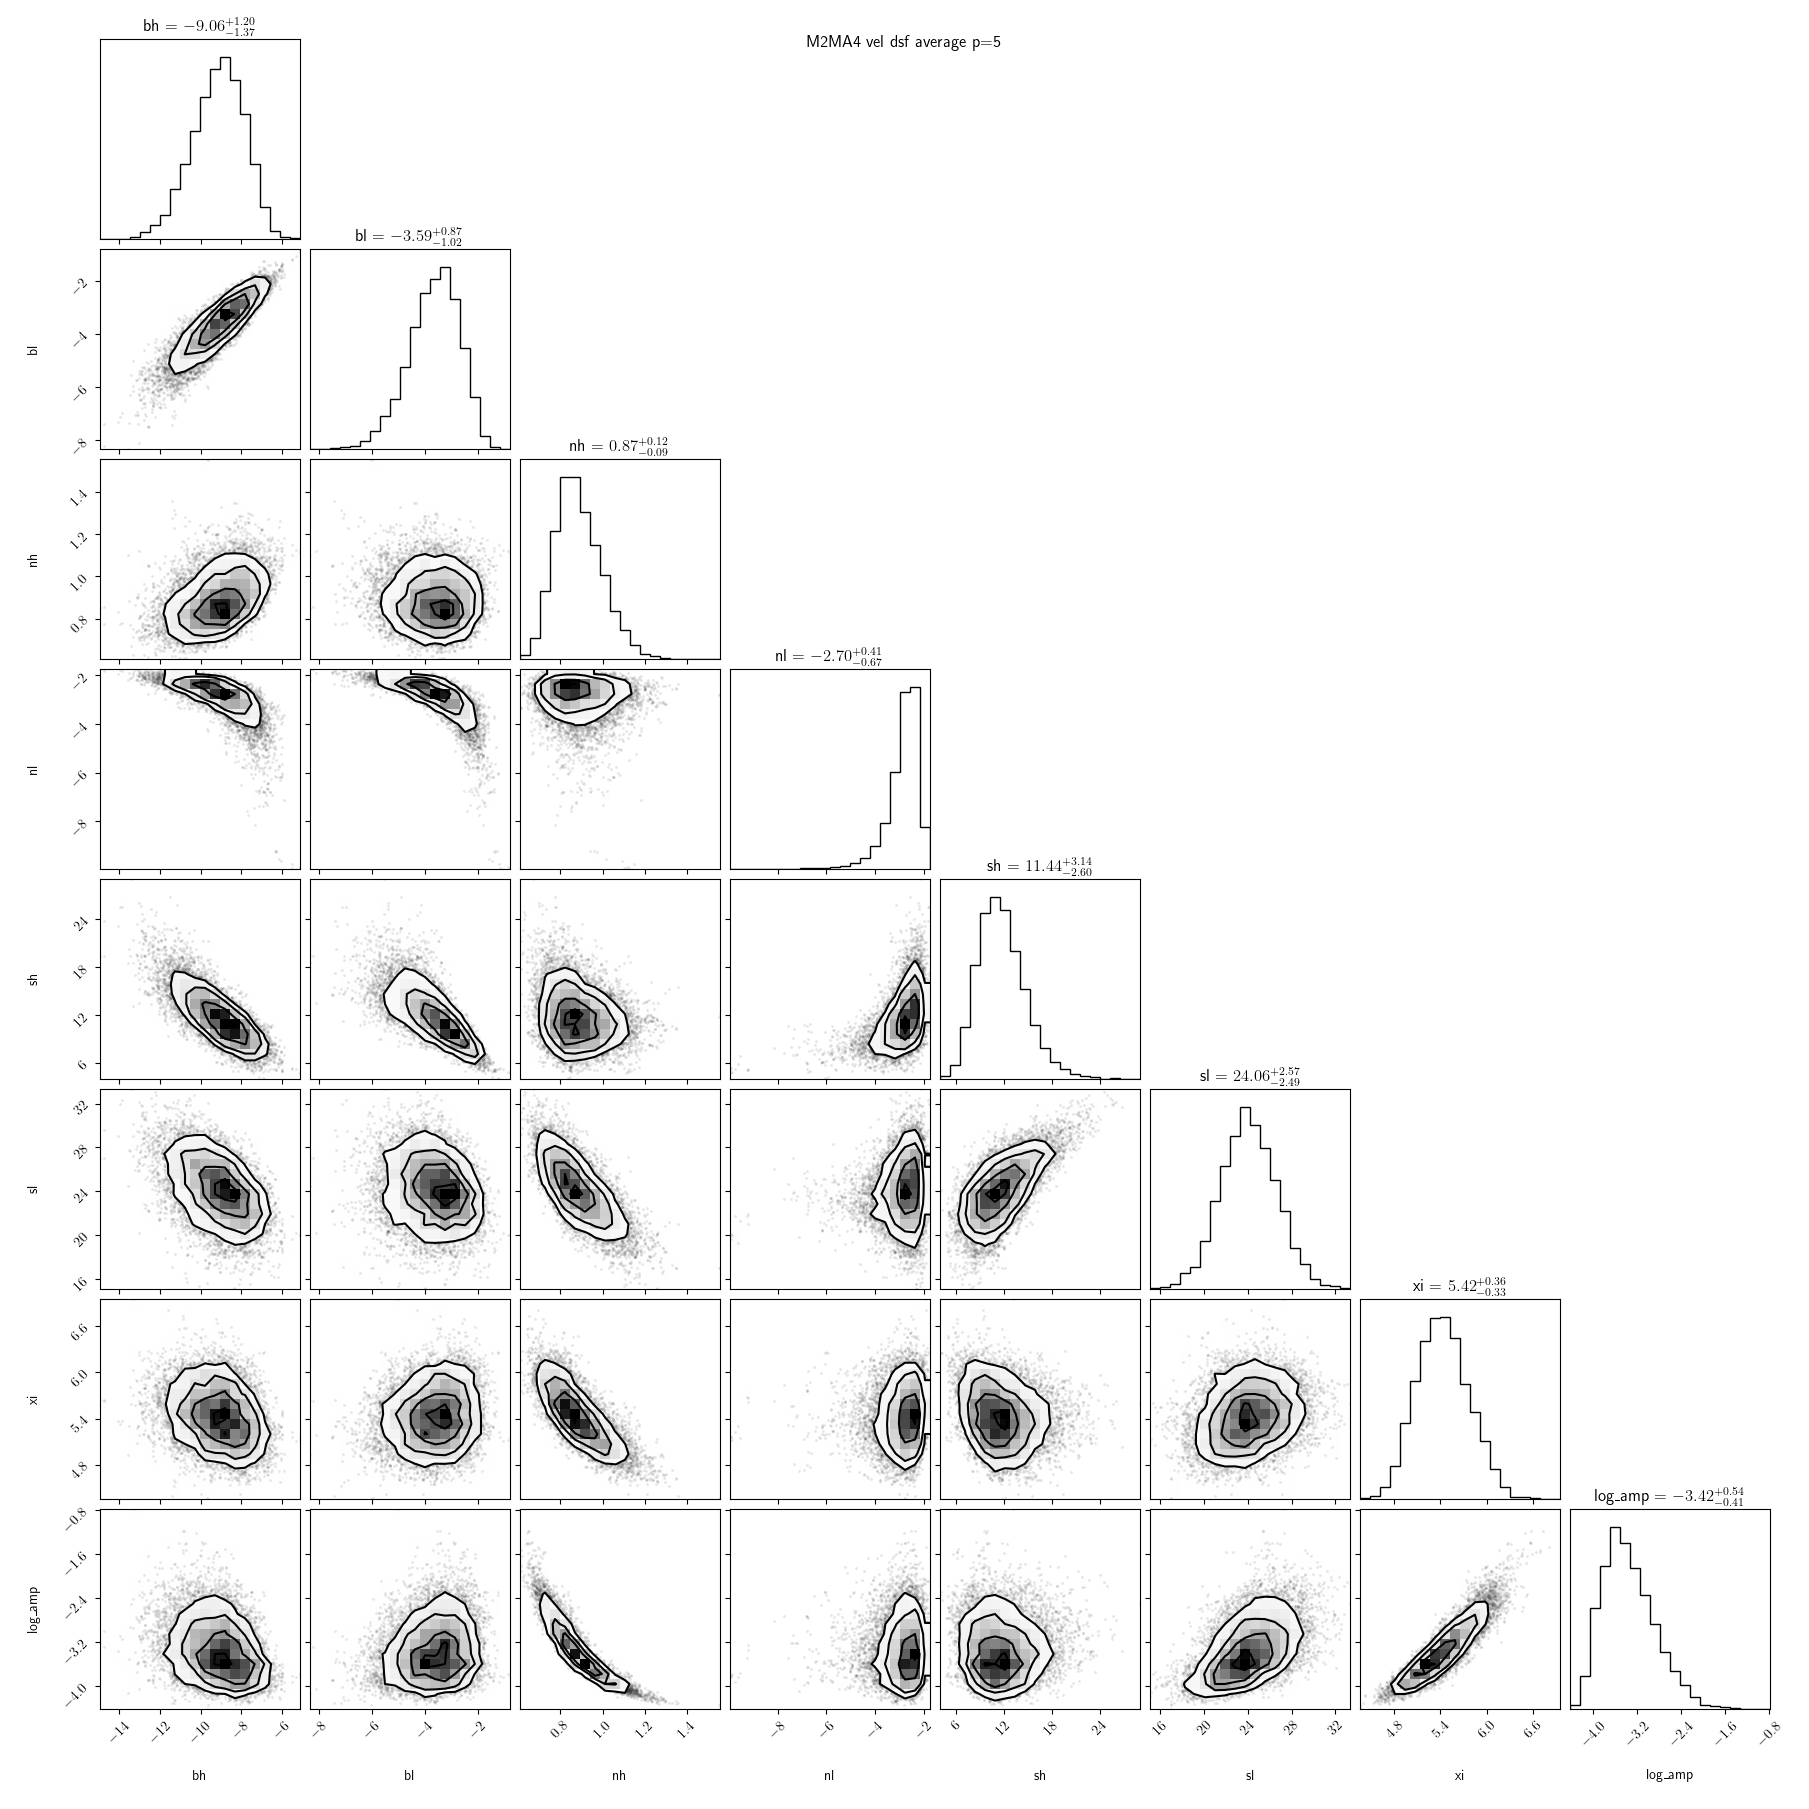 bh = −9.06+1.20−1.37
M2MA4 vel dsf average p=5
bl = −3.59+0.87−1.02
−2
−4
−6
−8
bl
nh = 0.87+0.12−0.09
1.4
1.2
1.0
0.8
nh
nl = −2.70+0.41−0.67
−2
−4
−6
−8
nl
sh = 11.44+3.14−2.60
24
18
12
6
sh
sl = 24.06+2.57−2.49
32
28
24
20
16
sl
xi = 5.42+0.36−0.33
6.6
6.0
5.4
4.8
xi
log_amp = −3.42+0.54−0.41
−0.8
−1.6
−2.4
−3.2
−4.0
log_amp
−14 −12 −10 −8 −6 −8 −6 −4 −2 0.8 1.0 1.2 1.4 −8 −6 −4 −2 6 12 18 24 16 20 24 28 32 4.8 5.4 6.0 6.6 −4.0 −3.2 −2.4 −1.6 −0.8
bh bl nh nl sh sl xi log_amp